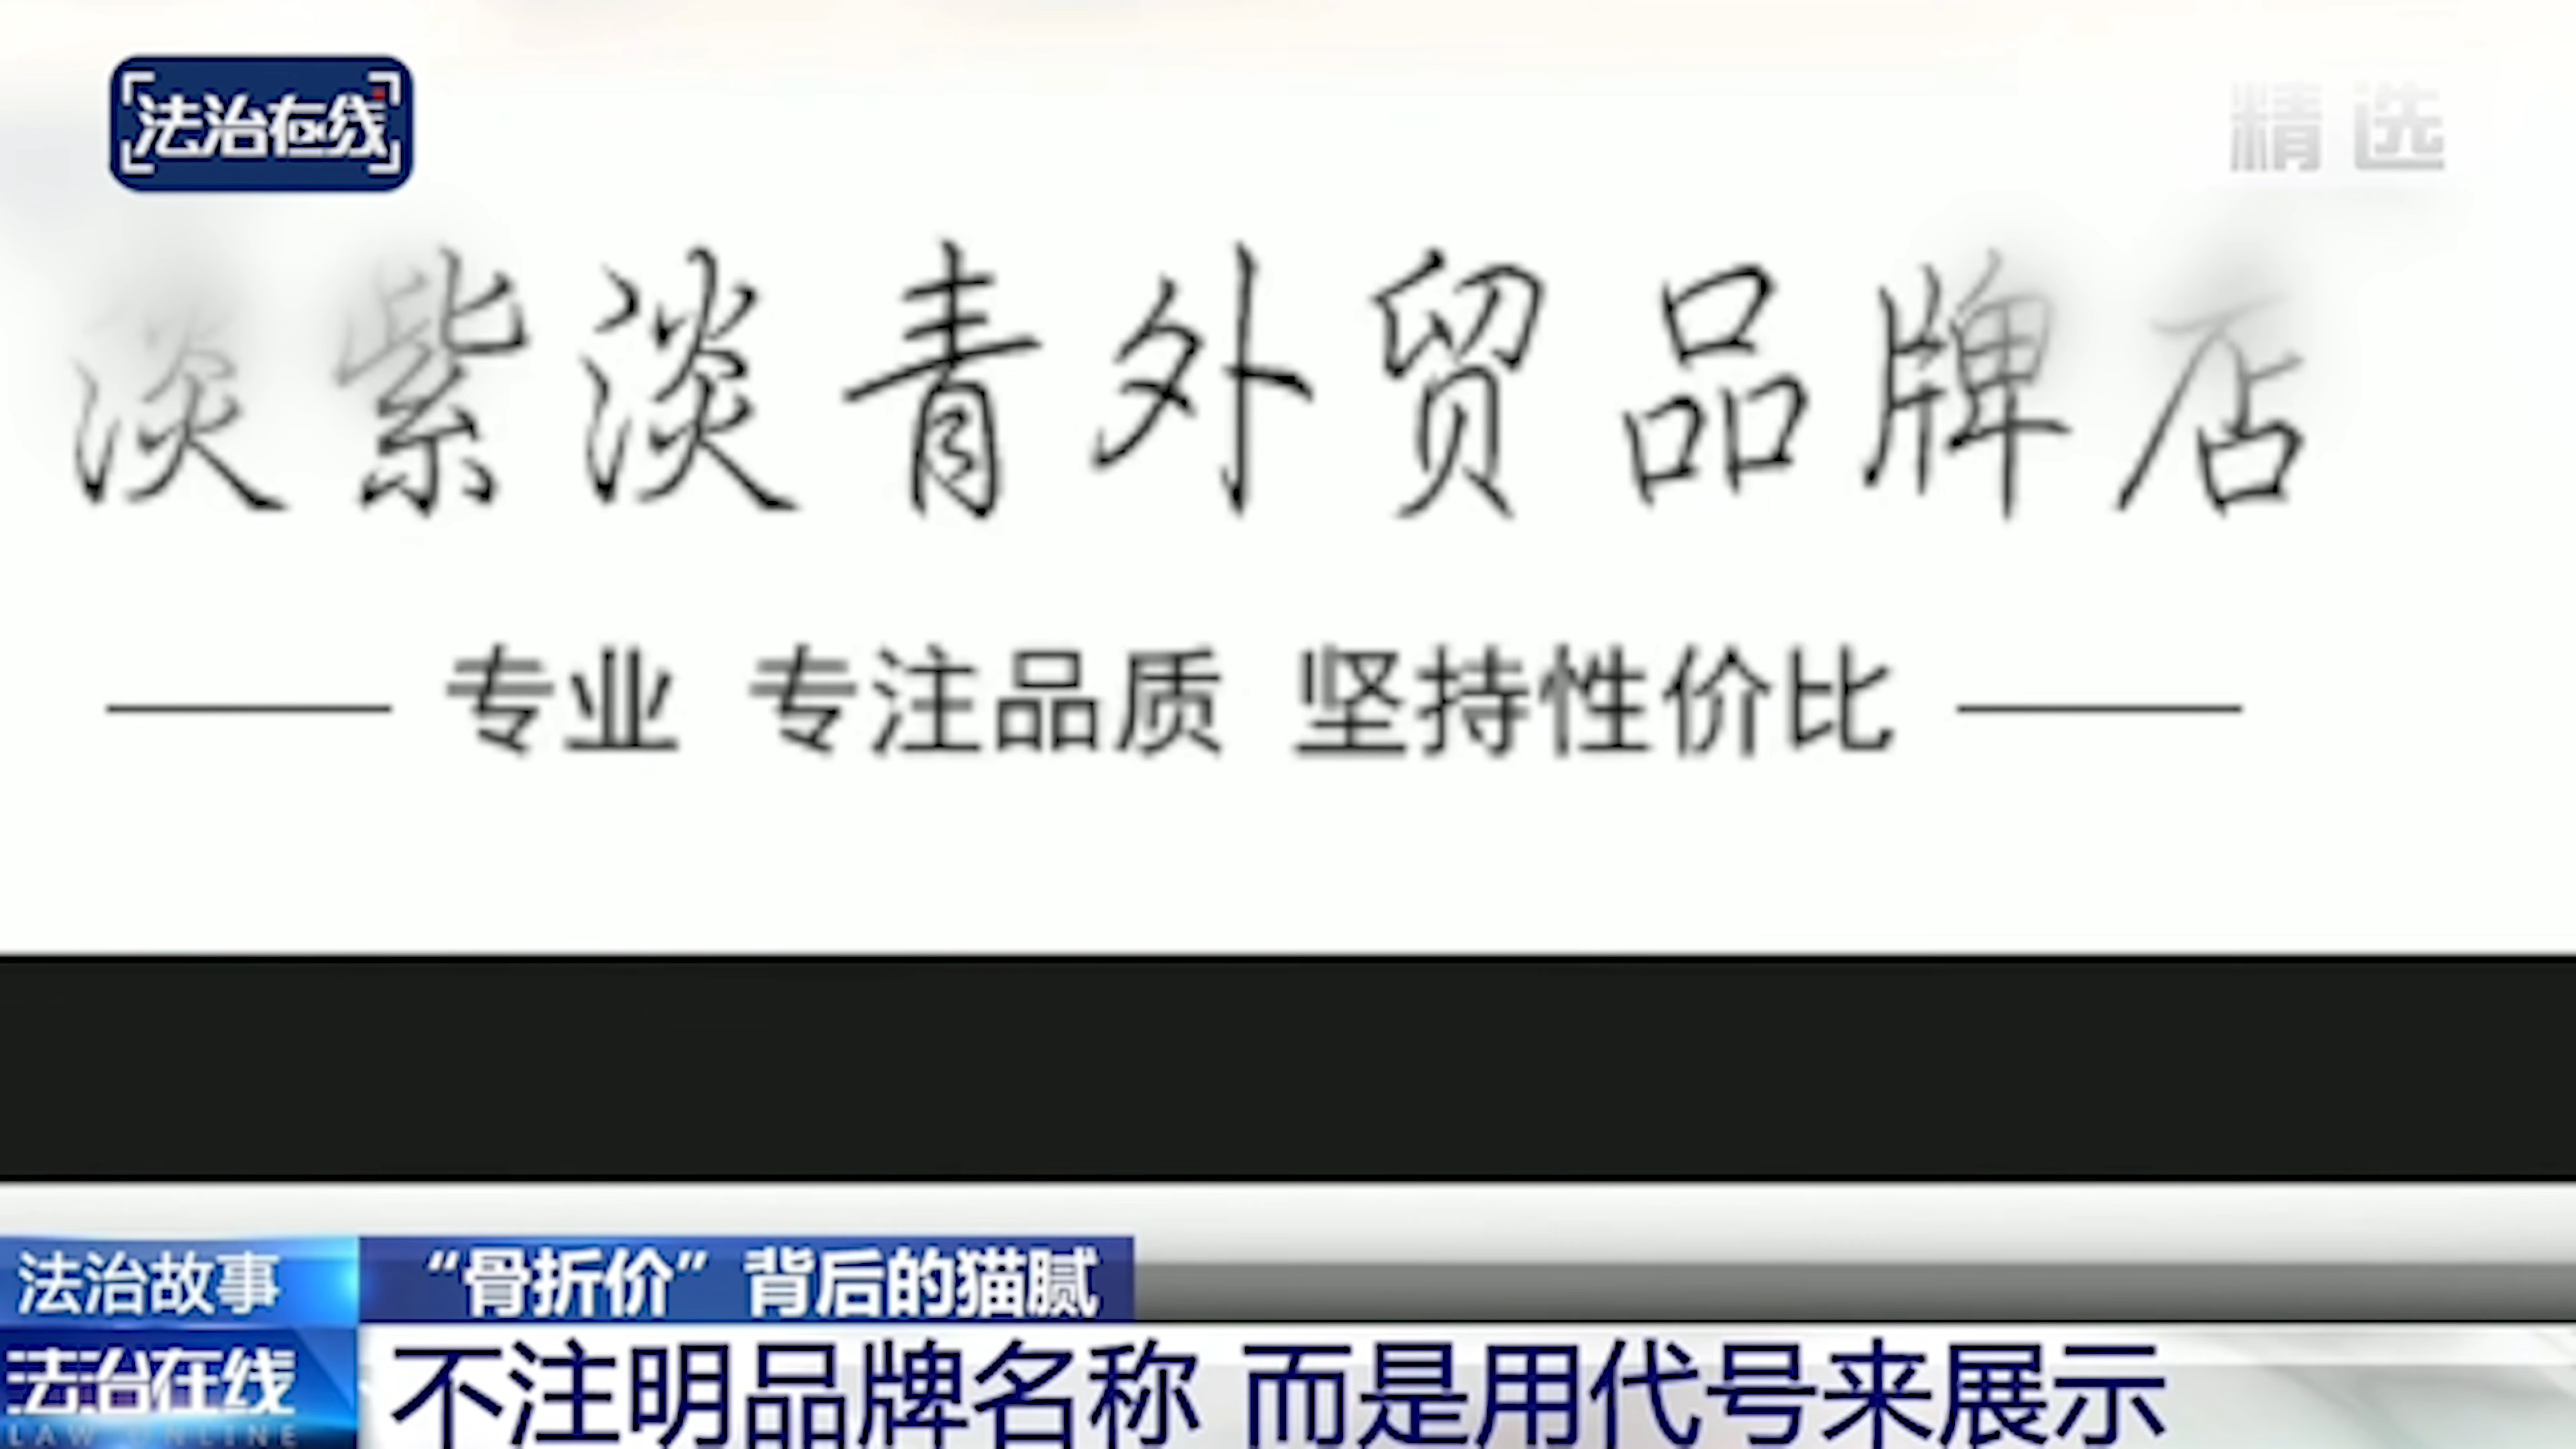 法治在线
精选
淡紫淡青外贸品牌店
专业 专注品质 坚持性价比
法治故事
“骨折价”背后的猫腻
法治在线
不注明品牌名称 而是用代号来展示
LAW ONLINE